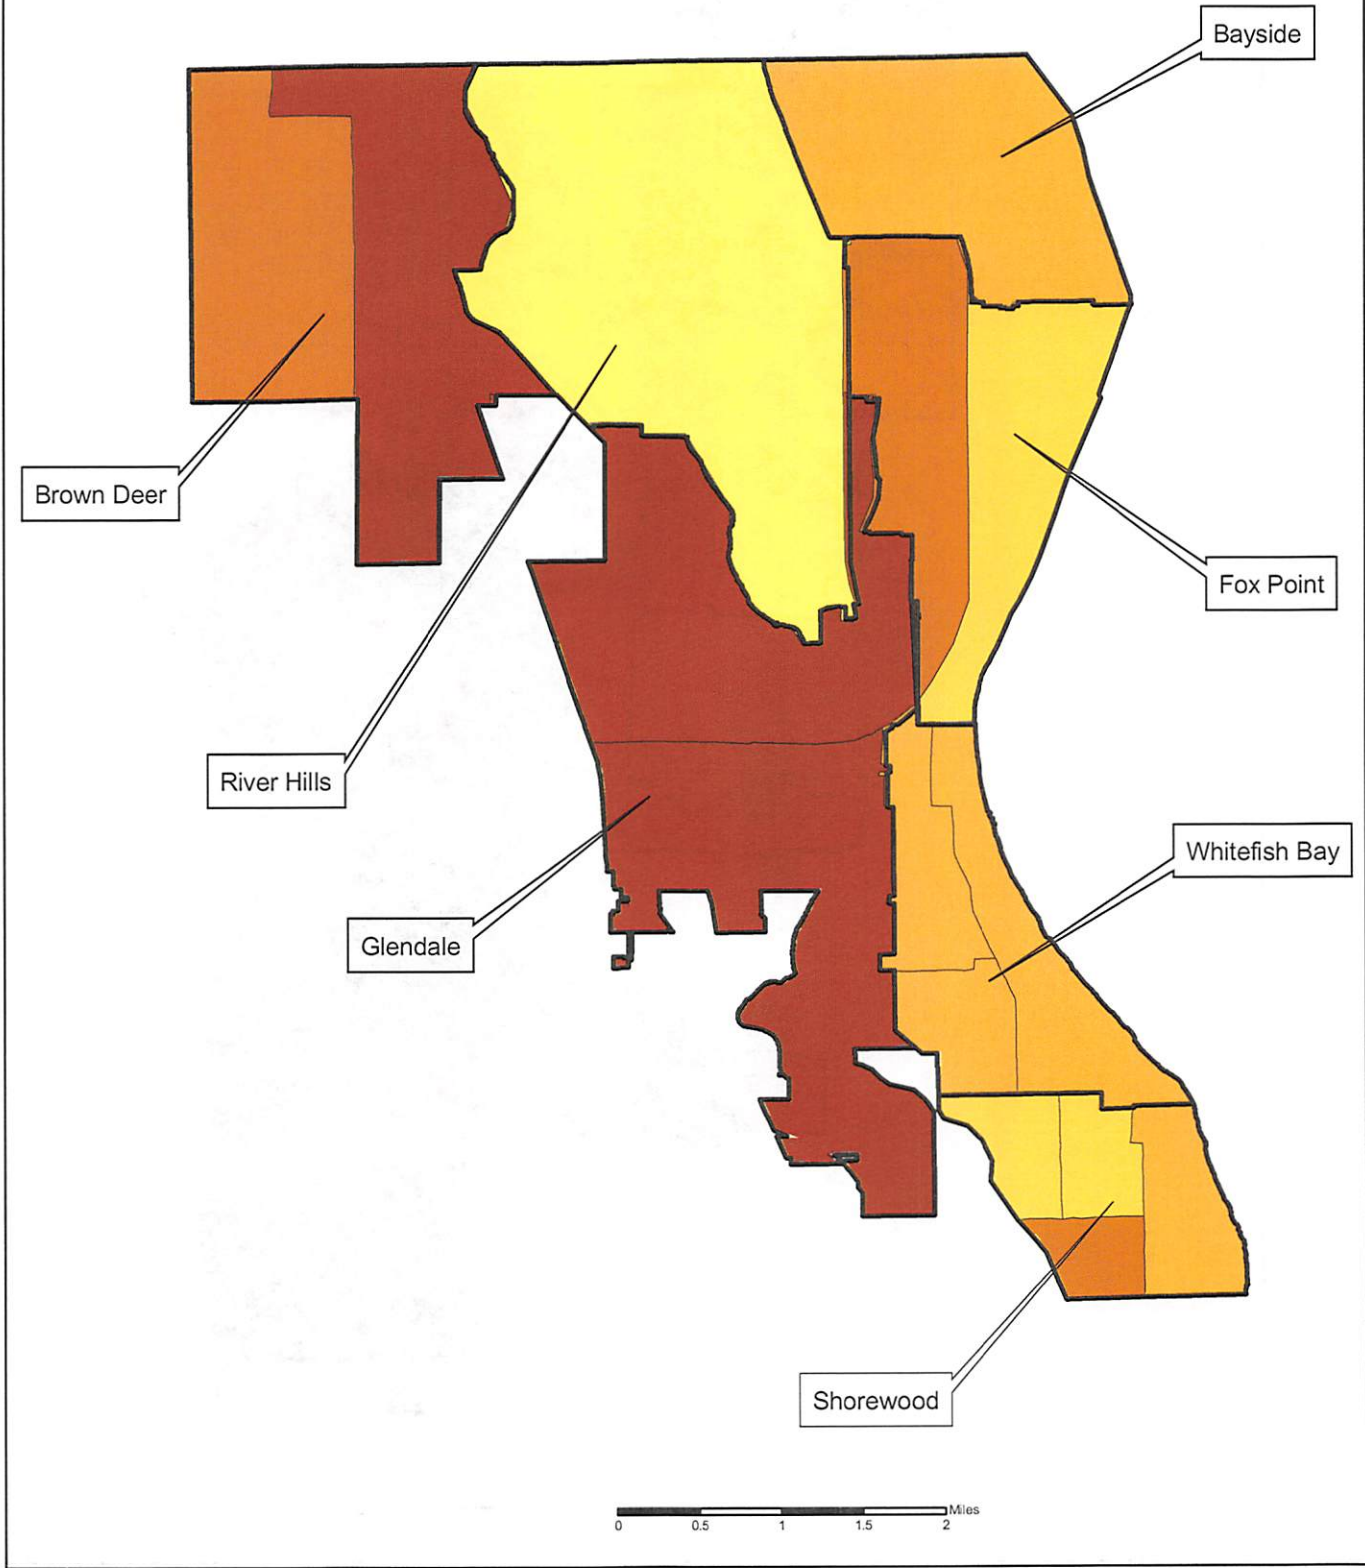 Bayside
Brown Deer
Fox Point
River Hills
Whitefish Bay
Glendale
Shorewood
Miles
0 0.5 1 1.5 2